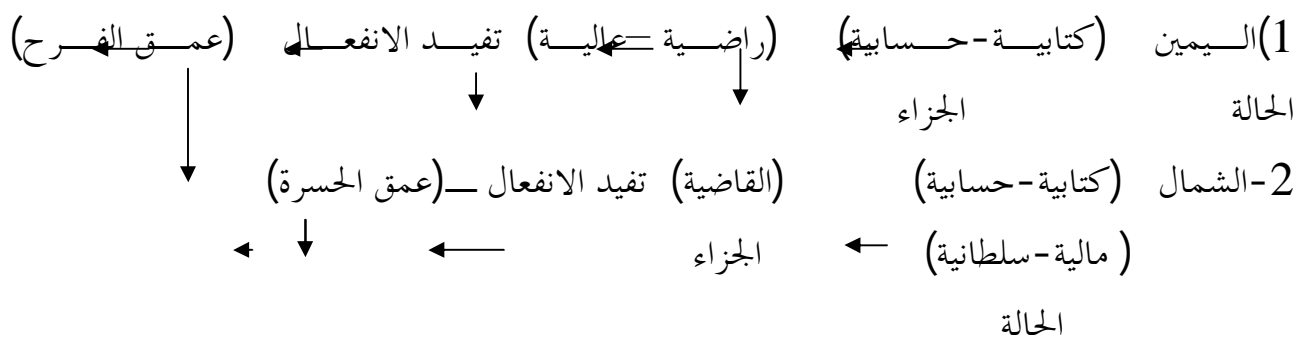 1)اليمين (كتابية-حسابية) (راضية –عالية) تفيد الانفعال (عمق الفرح)
الحالة الجزاء
2-الشمال (كتابية-حسابية) (القاضية) تفيد الانفعال (عمق الحسرة)
( مالية-سلطانية) الجزاء
الحالة